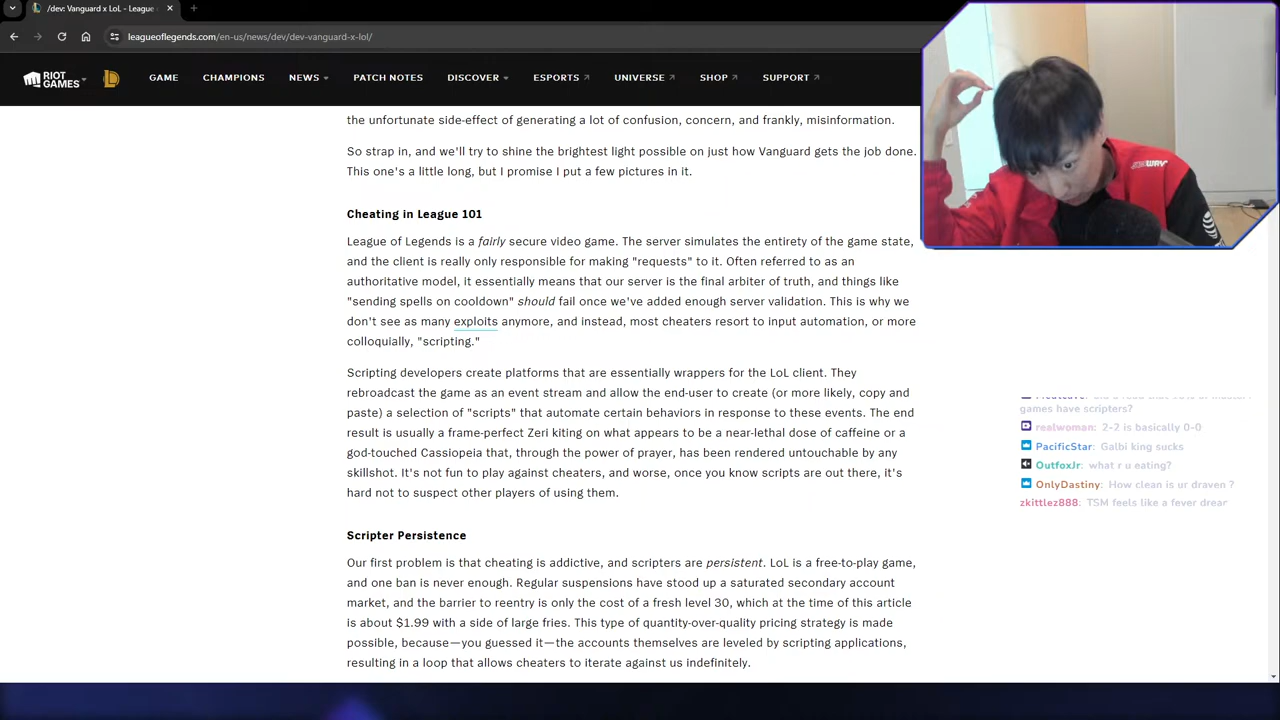 /dev: Vanguard x LoL - League
leagueoflegends.com/en-us/news/dev/dev-vanguard-x-lol/
RIOT GAMES
GAME
CHAMPIONS
NEWS
PATCH NOTES
DISCOVER
ESPORTS
UNIVERSE
SHOP
SUPPORT
the unfortunate side-effect of generating a lot of confusion, concern, and frankly, misinformation.
So strap in, and we'll try to shine the brightest light possible on just how Vanguard gets the job done.
This one's a little long, but I promise I put a few pictures in it.
Cheating in League 101
League of Legends is a fairly secure video game. The server simulates the entirety of the game state,
and the client is really only responsible for making "requests" to it. Often referred to as an
authoritative model, it essentially means that our server is the final arbiter of truth, and things like
"sending spells on cooldown" should fail once we've added enough server validation. This is why we
don't see as many exploits anymore, and instead, most cheaters resort to input automation, or more
colloquially, "scripting."
Scripting developers create platforms that are essentially wrappers for the LoL client. They
rebroadcast the game as an event stream and allow the end-user to create (or more likely, copy and
paste) a selection of "scripts" that automate certain behaviors in response to these events. The end
result is usually a frame-perfect Zeri kiting on what appears to be a near-lethal dose of caffeine or a
god-touched Cassiopeia that, through the power of prayer, has been rendered untouchable by any
skillshot. It's not fun to play against cheaters, and worse, once you know scripts are out there, it's
hard not to suspect other players of using them.
Scripter Persistence
Our first problem is that cheating is addictive, and scripters are persistent. LoL is a free-to-play game,
and one ban is never enough. Regular suspensions have stood up a saturated secondary account
market, and the barrier to reentry is only the cost of a fresh level 30, which at the time of this article
is about $1.99 with a side of large fries. This type of quantity-over-quality pricing strategy is made
possible, because—you guessed it—the accounts themselves are leveled by scripting applications,
resulting in a loop that allows cheaters to iterate against us indefinitely.
games have scripters?
realwoman: 2-2 is basically 0-0
PacificStar: Galbi king sucks
OutfoxJr: what r u eating?
OnlyDastiny: How clean is ur draven ?
zkittlez888: TSM feels like a fever drear